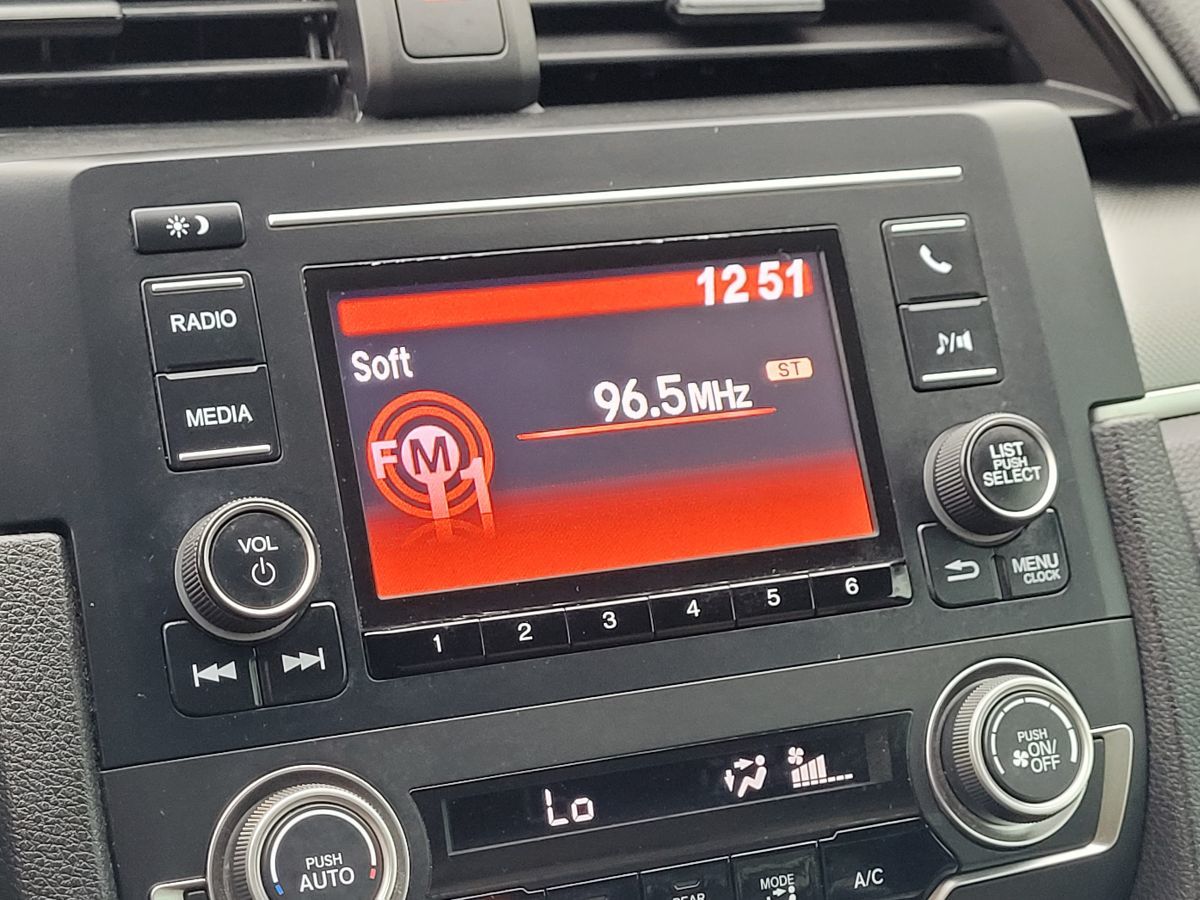 12 51
RADIO
Soft
ST
96.5MHz
MEDIA
FM1
LIST
PUSH
SELECT
VOL
MENU
CLOCK
1 2 3 4 5 6
PUSH
ON/
OFF
Lo
PUSH
AUTO
MODE
A/C
REAR